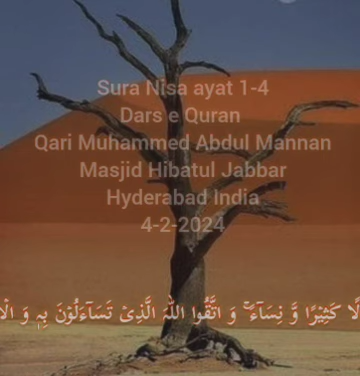 Sura Nisa ayat 1-4
Dars e Quran
Qari Muhammed Abdul Mannan
Masjid Hibatul Jabbar
Hyderabad India
4-2-2024
كَثِيْرًا وَّ نِسَآءً ۚ وَ اتَّقُوا اللّٰهَ الَّذِیْ تَسَآءَلُوْنَ بِهٖ وَ